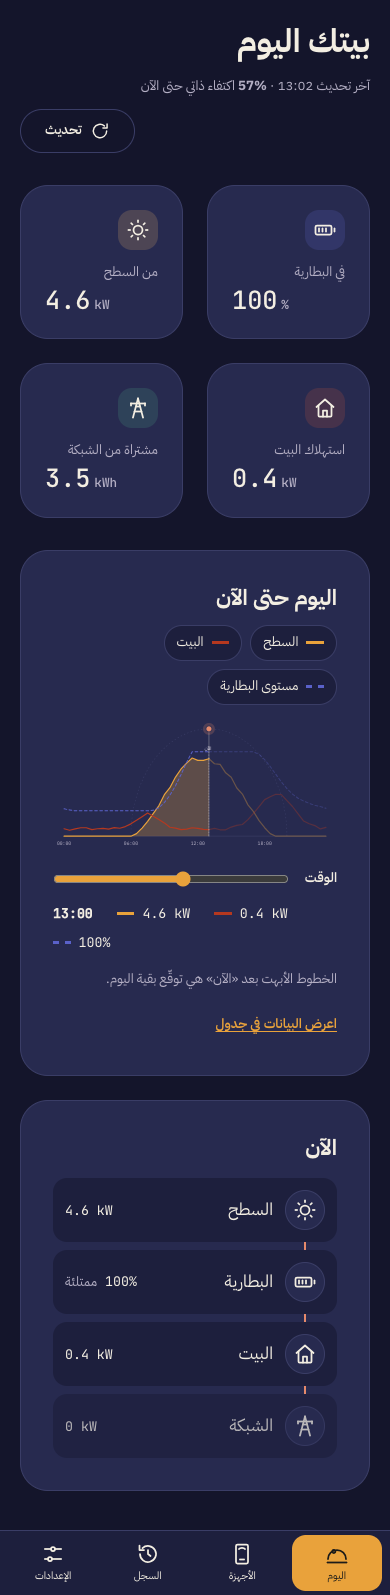 بيتك اليوم
آخر تحديث 13:02 · 57% اكتفاء ذاتي حتى الآن
تحديث
في البطارية
100 %
من السطح
4.6 kW
استهلاك البيت
0.4 kW
مشتراة من الشبكة
3.5 kWh
اليوم حتى الآن
السطح
البيت
مستوى البطارية
00:00 06:00 12:00 18:00
الوقت
13:00 4.6 kW 0.4 kW
100%
الخطوط الأبهت بعد «الآن» هي توقّع بقية اليوم.
اعرض البيانات في جدول
الآن
السطح 4.6 kW
البطارية 100% ممتلئة
البيت 0.4 kW
الشبكة 0 kW
اليوم الأجهزة السجل الإعدادات